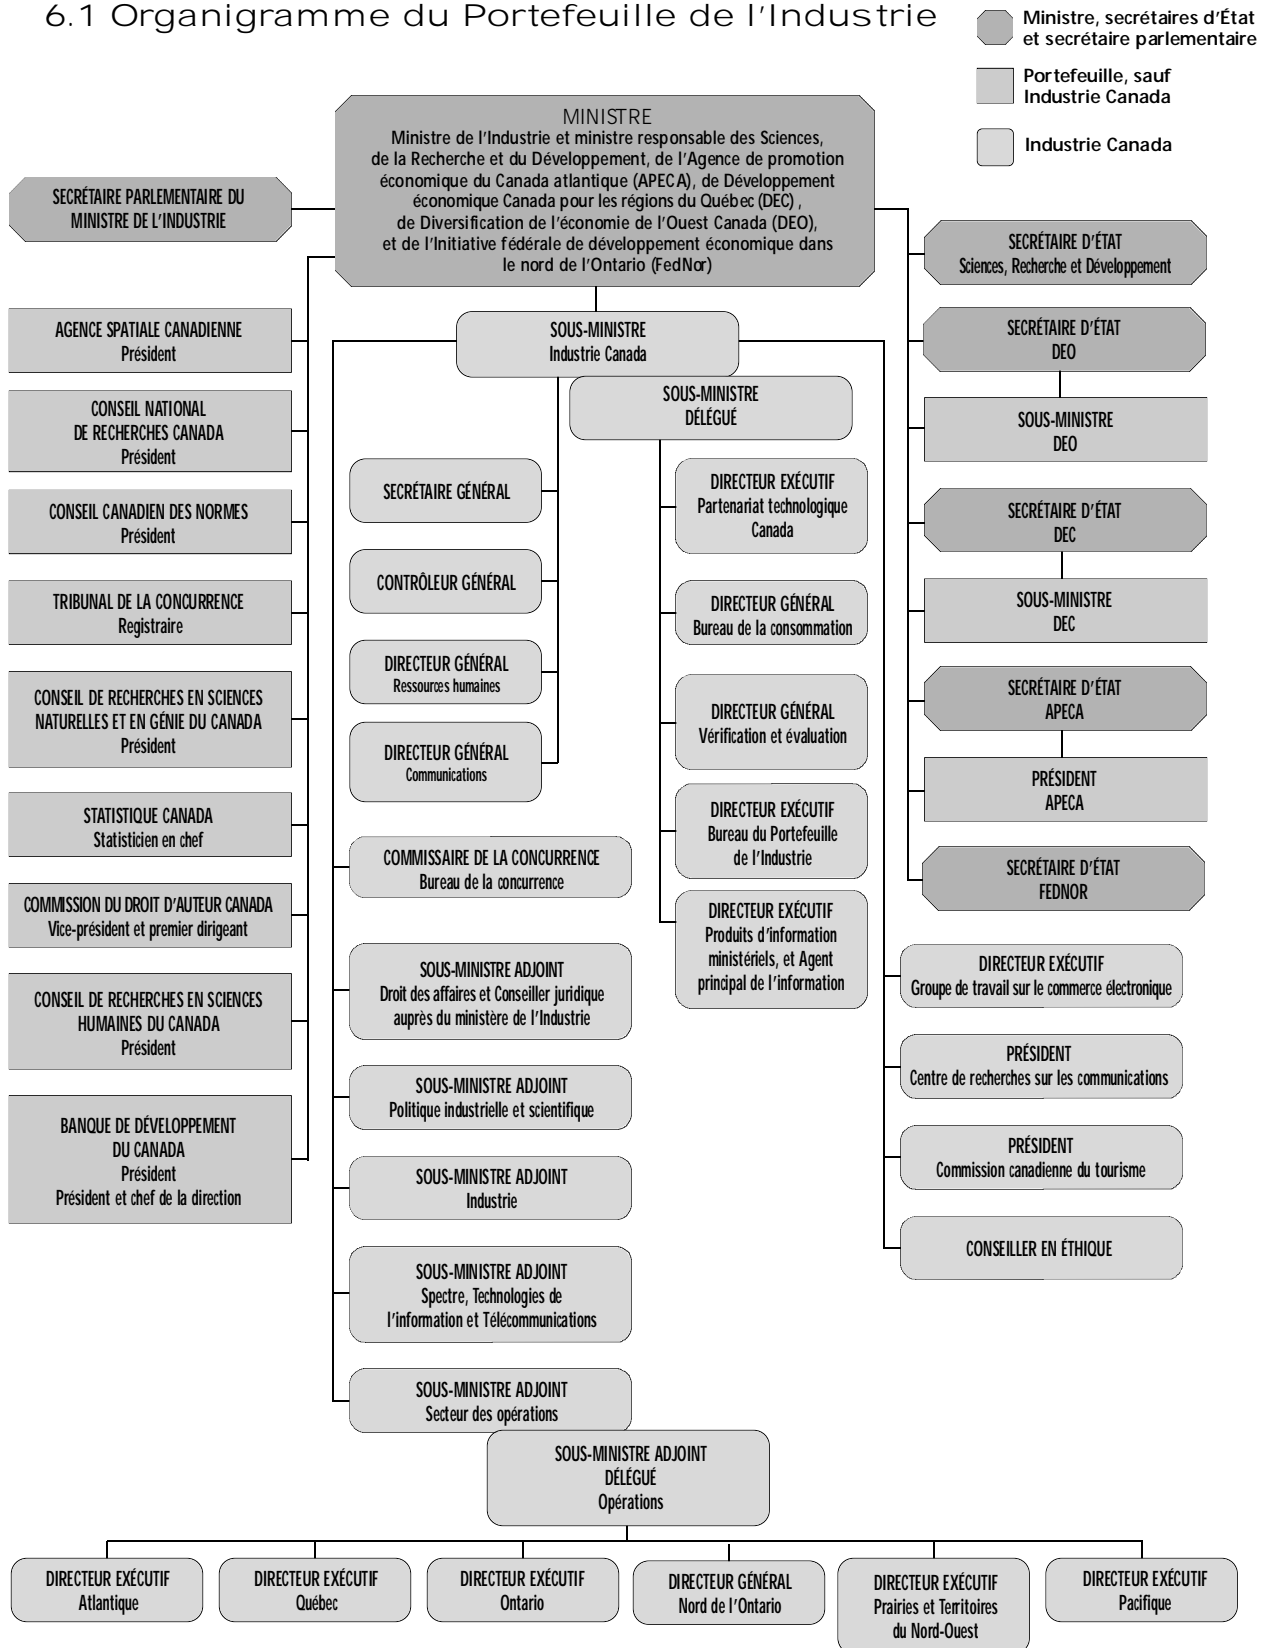 6.1 Organigramme du Portefeuille de l'Industrie
Ministre, secrétaires d'État
et secrétaire parlementaire
Portefeuille, sauf
Industrie Canada
Industrie Canada
MINISTRE
Ministre de l'Industrie et ministre responsable des Sciences,
de la Recherche et du Développement, de l'Agence de promotion
économique du Canada atlantique (APECA), de Développement
économique Canada pour les régions du Québec (DEC) ,
de Diversification de l'économie de l'Ouest Canada (DEO),
et de l'Initiative fédérale de développement économique dans
le nord de l'Ontario (FedNor)
SECRÉTAIRE PARLEMENTAIRE DU
MINISTRE DE L'INDUSTRIE
AGENCE SPATIALE CANADIENNE
Président
CONSEIL NATIONAL
DE RECHERCHES CANADA
Président
CONSEIL CANADIEN DES NORMES
Président
TRIBUNAL DE LA CONCURRENCE
Registraire
CONSEIL DE RECHERCHES EN SCIENCES
NATURELLES ET EN GÉNIE DU CANADA
Président
STATISTIQUE CANADA
Statisticien en chef
COMMISSION DU DROIT D'AUTEUR CANADA
Vice-président et premier dirigeant
CONSEIL DE RECHERCHES EN SCIENCES
HUMAINES DU CANADA
Président
BANQUE DE DÉVELOPPEMENT
DU CANADA
Président
Président et chef de la direction
SOUS-MINISTRE
Industrie Canada
SOUS-MINISTRE
DÉLÉGUÉ
SECRÉTAIRE GÉNÉRAL
CONTRÔLEUR GÉNÉRAL
DIRECTEUR GÉNÉRAL
Ressources humaines
DIRECTEUR GÉNÉRAL
Communications
DIRECTEUR EXÉCUTIF
Partenariat technologique
Canada
DIRECTEUR GÉNÉRAL
Bureau de la consommation
DIRECTEUR GÉNÉRAL
Vérification et évaluation
DIRECTEUR EXÉCUTIF
Bureau du Portefeuille
de l'Industrie
DIRECTEUR EXÉCUTIF
Produits d'information
ministériels, et Agent
principal de l'information
COMMISSAIRE DE LA CONCURRENCE
Bureau de la concurrence
SOUS-MINISTRE ADJOINT
Droit des affaires et Conseiller juridique
auprès du ministère de l'Industrie
SOUS-MINISTRE ADJOINT
Politique industrielle et scientifique
SOUS-MINISTRE ADJOINT
Industrie
SOUS-MINISTRE ADJOINT
Spectre, Technologies de
l'information et Télécommunications
SOUS-MINISTRE ADJOINT
Secteur des opérations
SECRÉTAIRE D'ÉTAT
Sciences, Recherche et Développement
SECRÉTAIRE D'ÉTAT
DEO
SOUS-MINISTRE
DEO
SECRÉTAIRE D'ÉTAT
DEC
SOUS-MINISTRE
DEC
SECRÉTAIRE D'ÉTAT
APECA
PRÉSIDENT
APECA
SECRÉTAIRE D'ÉTAT
FEDNOR
DIRECTEUR EXÉCUTIF
Groupe de travail sur le commerce électronique
PRÉSIDENT
Centre de recherches sur les communications
PRÉSIDENT
Commission canadienne du tourisme
CONSEILLER EN ÉTHIQUE
SOUS-MINISTRE ADJOINT
DÉLÉGUÉ
Opérations
DIRECTEUR EXÉCUTIF
Atlantique
DIRECTEUR EXÉCUTIF
Québec
DIRECTEUR EXÉCUTIF
Ontario
DIRECTEUR GÉNÉRAL
Nord de l'Ontario
DIRECTEUR EXÉCUTIF
Prairies et Territoires
du Nord-Ouest
DIRECTEUR EXÉCUTIF
Pacifique